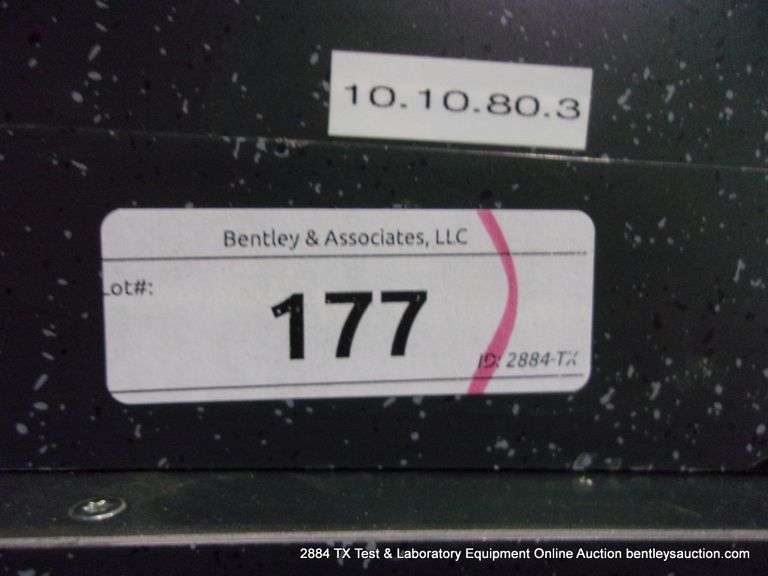 10.10.80.3
Bentley & Associates, LLC
Lot#:
177
ID: 2884-TX
2884 TX Test & Laboratory Equipment Online Auction bentleysauction.com